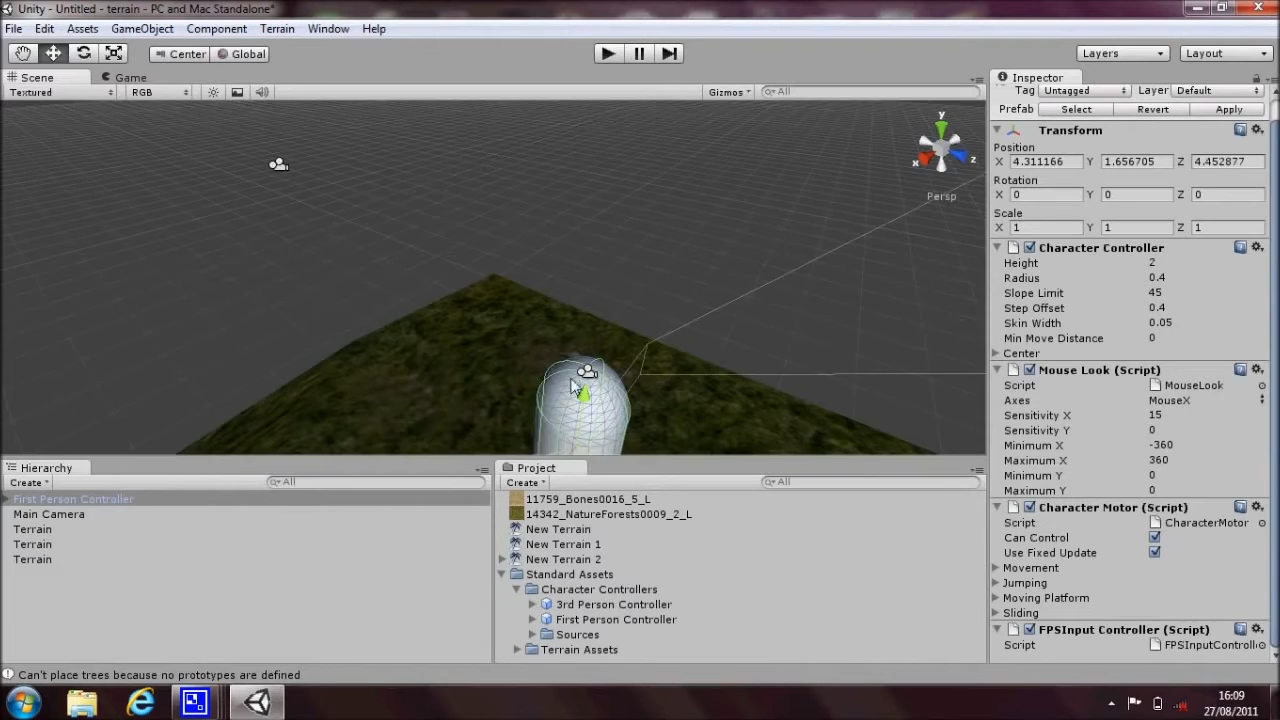 Unity - Untitled - terrain - PC and Mac Standalone*
File Edit Assets GameObject Component Terrain Window Help
Center Global Layers Layout
Scene Game
Textured RGB Gizmos All
y
x z
Persp
Inspector
Tag Untagged Layer Default
Prefab Select Revert Apply
Transform
Position
X 4.311166 Y 1.656705 Z 4.452877
Rotation
X 0 Y 0 Z 0
Scale
X 1 Y 1 Z 1
Character Controller
Height 2
Radius 0.4
Slope Limit 45
Step Offset 0.4
Skin Width 0.05
Min Move Distance 0
Center
Mouse Look (Script)
Script MouseLook
Axes MouseX
Sensitivity X 15
Sensitivity Y 0
Minimum X -360
Maximum X 360
Minimum Y 0
Maximum Y 0
Character Motor (Script)
Script CharacterMotor
Can Control
Use Fixed Update
Movement
Jumping
Moving Platform
Sliding
FPSInput Controller (Script)
Script FPSInputControll
Hierarchy
Create All
First Person Controller
Main Camera
Terrain
Terrain
Terrain
Project
Create All
11759_Bones0016_5_L
14342_NatureForests0009_2_L
New Terrain
New Terrain 1
New Terrain 2
Standard Assets
Character Controllers
3rd Person Controller
First Person Controller
Sources
Terrain Assets
Can't place trees because no prototypes are defined
16:09
27/08/2011